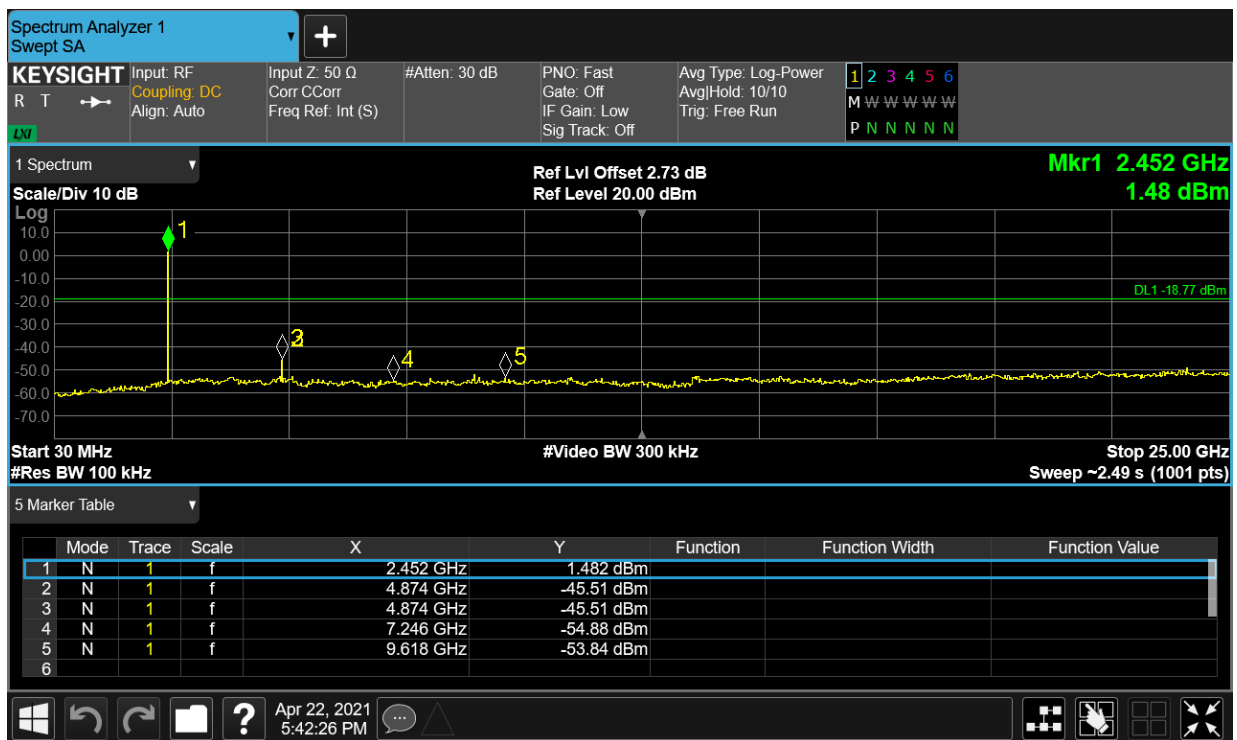 Spectrum Analyzer 1
Swept SA
+
KEYSIGHT
R T
LXI
Input: RF
Coupling: DC
Align: Auto
Input Z: 50 Ω
Corr CCorr
Freq Ref: Int (S)
#Atten: 30 dB
PNO: Fast
Gate: Off
IF Gain: Low
Sig Track: Off
Avg Type: Log-Power
Avg|Hold: 10/10
Trig: Free Run
1 2 3 4 5 6
M W W W W W
P N N N N N
1 Spectrum
Scale/Div 10 dB
Ref Lvl Offset 2.73 dB
Ref Level 20.00 dBm
Mkr1 2.452 GHz
1.48 dBm
Log
10.0
0.00
-10.0
-20.0
-30.0
-40.0
-50.0
-60.0
-70.0
1
3
4
5
DL1 -18.77 dBm
Start 30 MHz
#Res BW 100 kHz
#Video BW 300 kHz
Stop 25.00 GHz
Sweep ~2.49 s (1001 pts)
5 Marker Table
Mode Trace Scale X Y Function Function Width Function Value
1 N 1 f 2.452 GHz 1.482 dBm
2 N 1 f 4.874 GHz -45.51 dBm
3 N 1 f 4.874 GHz -45.51 dBm
4 N 1 f 7.246 GHz -54.88 dBm
5 N 1 f 9.618 GHz -53.84 dBm
6
?
Apr 22, 2021
5:42:26 PM